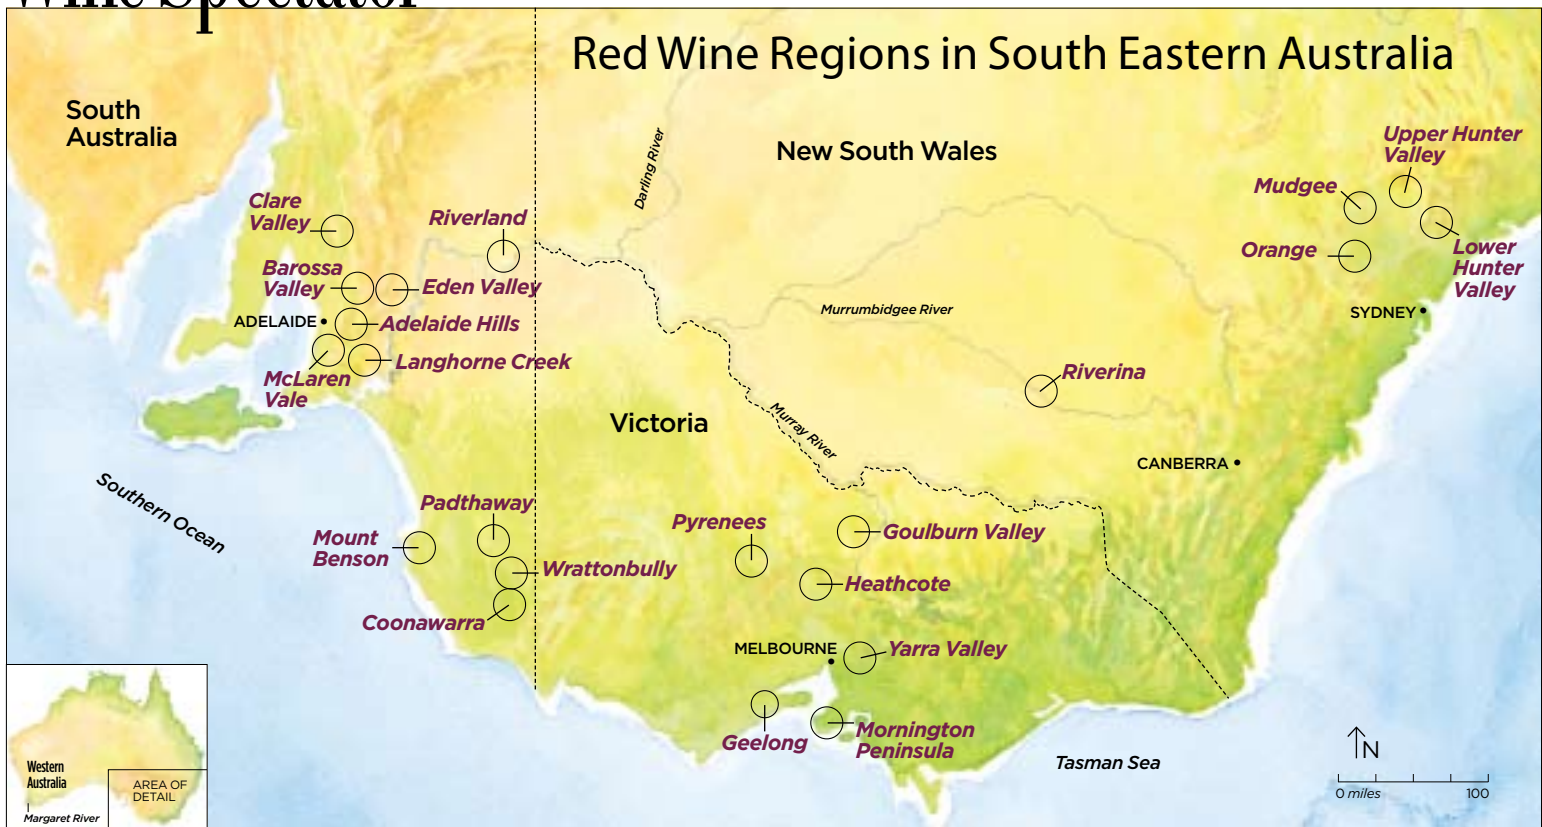 Wine Spectator
Red Wine Regions in South Eastern Australia
South
Australia
New South Wales
Darling River
Upper Hunter
Valley
Mudgee
Clare
Valley
Riverland
Orange
Lower
Hunter
Valley
Barossa
Valley
Eden Valley
ADELAIDE
Adelaide Hills
Murrumbidgee River
SYDNEY
Langhorne Creek
McLaren
Vale
Riverina
Victoria
Murray River
CANBERRA
Southern Ocean
Padthaway
Mount
Benson
Pyrenees
Goulburn Valley
Wrattonbully
Heathcote
Coonawarra
MELBOURNE
Yarra Valley
Geelong
Mornington
Peninsula
Tasman Sea
N
0 miles 100
Western
Australia
AREA OF
DETAIL
Margaret River